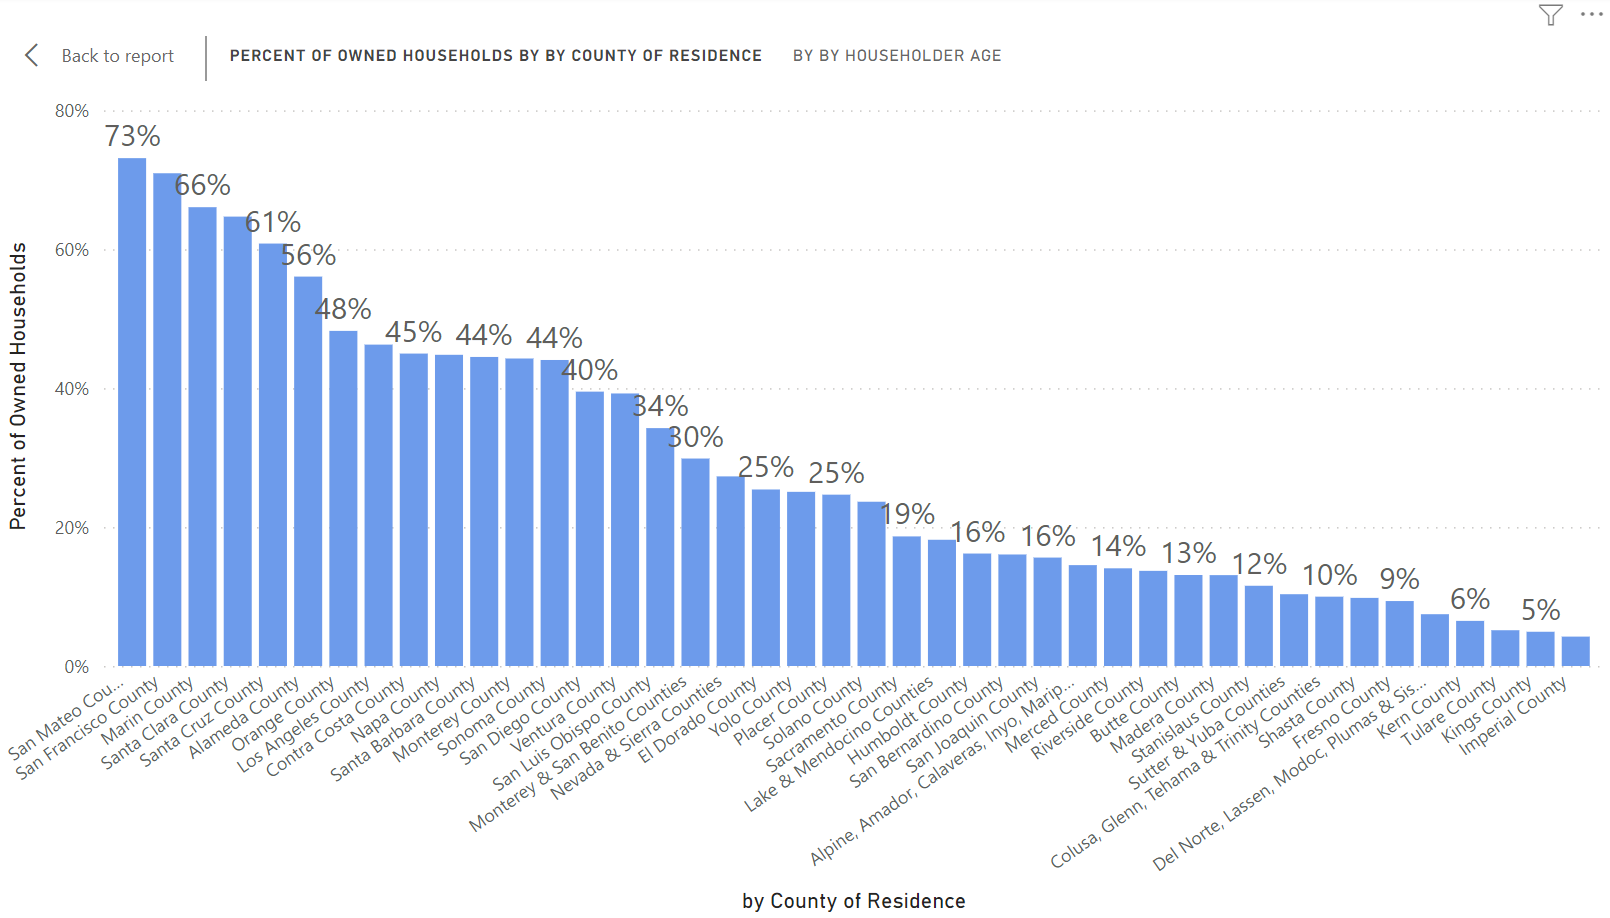 Back to report
PERCENT OF OWNED HOUSEHOLDS BY BY COUNTY OF RESIDENCE
BY BY HOUSEHOLDER AGE
Percent of Owned Households
80%
60%
40%
20%
0%
73%
66%
61%
56%
48%
45%
44%
44%
40%
34%
30%
25%
25%
19%
16%
16%
14%
13%
12%
10%
9%
6%
5%
San Mateo Cou...
San Francisco County
Marin County
Santa Clara County
Santa Cruz County
Alameda County
Orange County
Los Angeles County
Contra Costa County
Napa County
Santa Barbara County
Monterey County
Sonoma County
San Diego County
Ventura County
San Luis Obispo County
Monterey & San Benito Counties
Nevada & Sierra Counties
El Dorado County
Yolo County
Placer County
Solano County
Sacramento County
Lake & Mendocino Counties
Humboldt County
San Bernardino County
San Joaquin County
Alpine, Amador, Calaveras, Inyo, Marip...
Merced County
Riverside County
Butte County
Madera County
Stanislaus County
Sutter & Yuba Counties
Colusa, Glenn, Tehama & Trinity Counties
Shasta County
Fresno County
Del Norte, Lassen, Modoc, Plumas & Sis...
Kern County
Tulare County
Kings County
Imperial County
by County of Residence